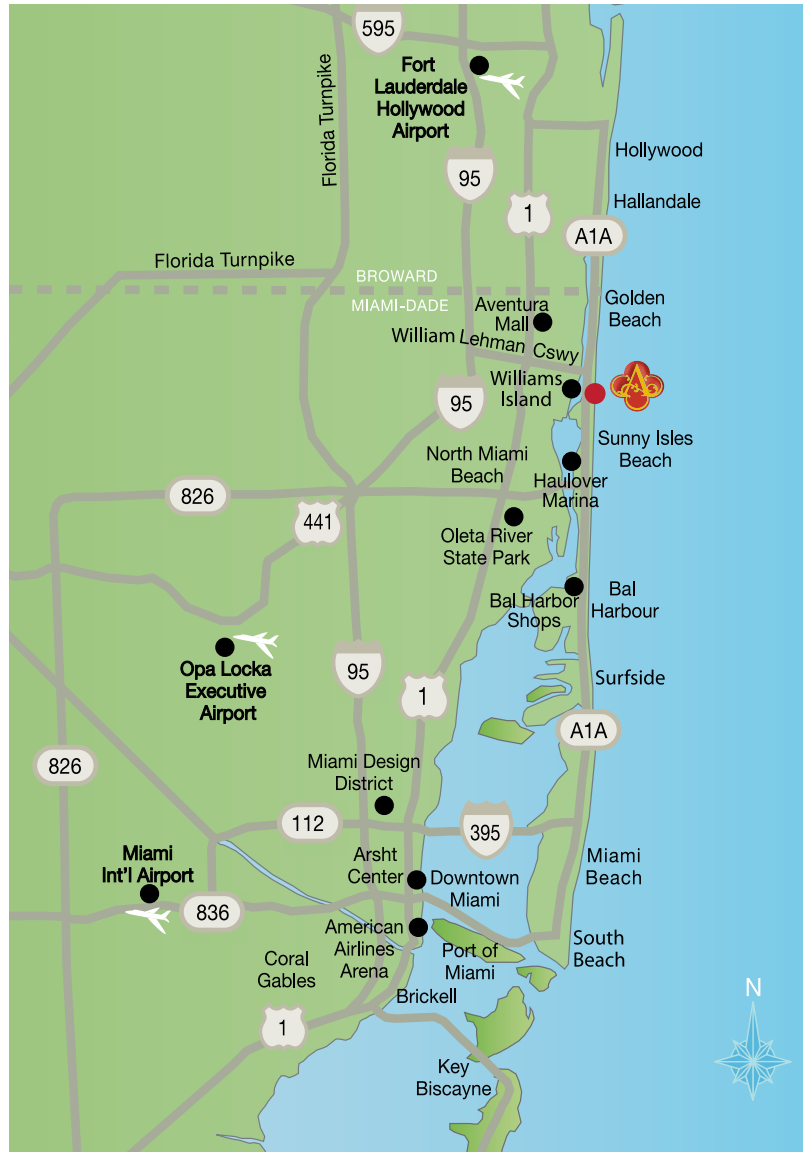 595
Fort
Lauderdale
Hollywood
Airport
Florida Turnpike
Hollywood
95
Hallandale
1
A1A
Florida Turnpike
BROWARD
MIAMI-DADE
Golden
Beach
Aventura
Mall
William Lehman Cswy
Williams
Island
A
95
Sunny Isles
Beach
North Miami
Beach
Haulover
Marina
826
441
Oleta River
State Park
Bal Harbor
Shops
Bal
Harbour
Opa Locka
Executive
Airport
95
1
Surfside
A1A
826
Miami Design
District
112
395
Miami
Int'l Airport
Arsht
Center
Downtown
Miami
Miami
Beach
836
American
Airlines
Arena
Port of
Miami
South
Beach
Coral
Gables
Brickell
1
Key
Biscayne
N